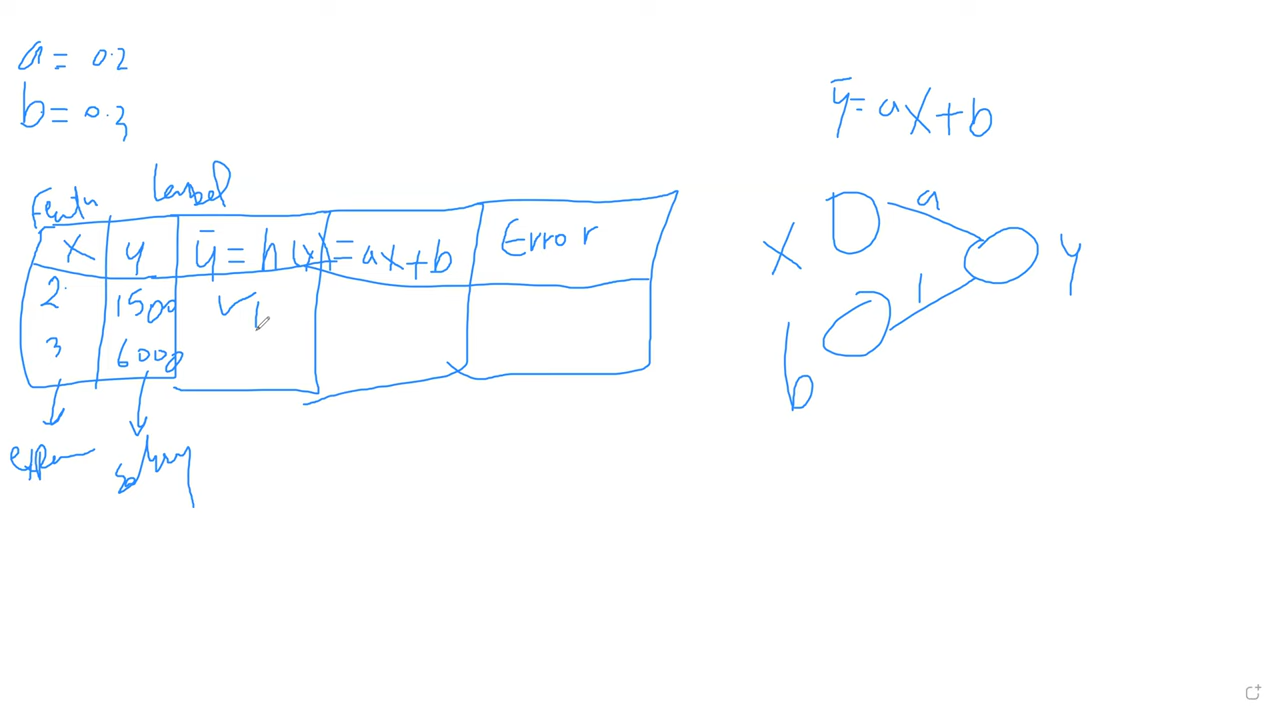 a = 0.2
b = 0.3
ȳ = ax+b
Label
X y ȳ = h(x) = ax+b Error
2 1500
3 6000
a
X y
1
b